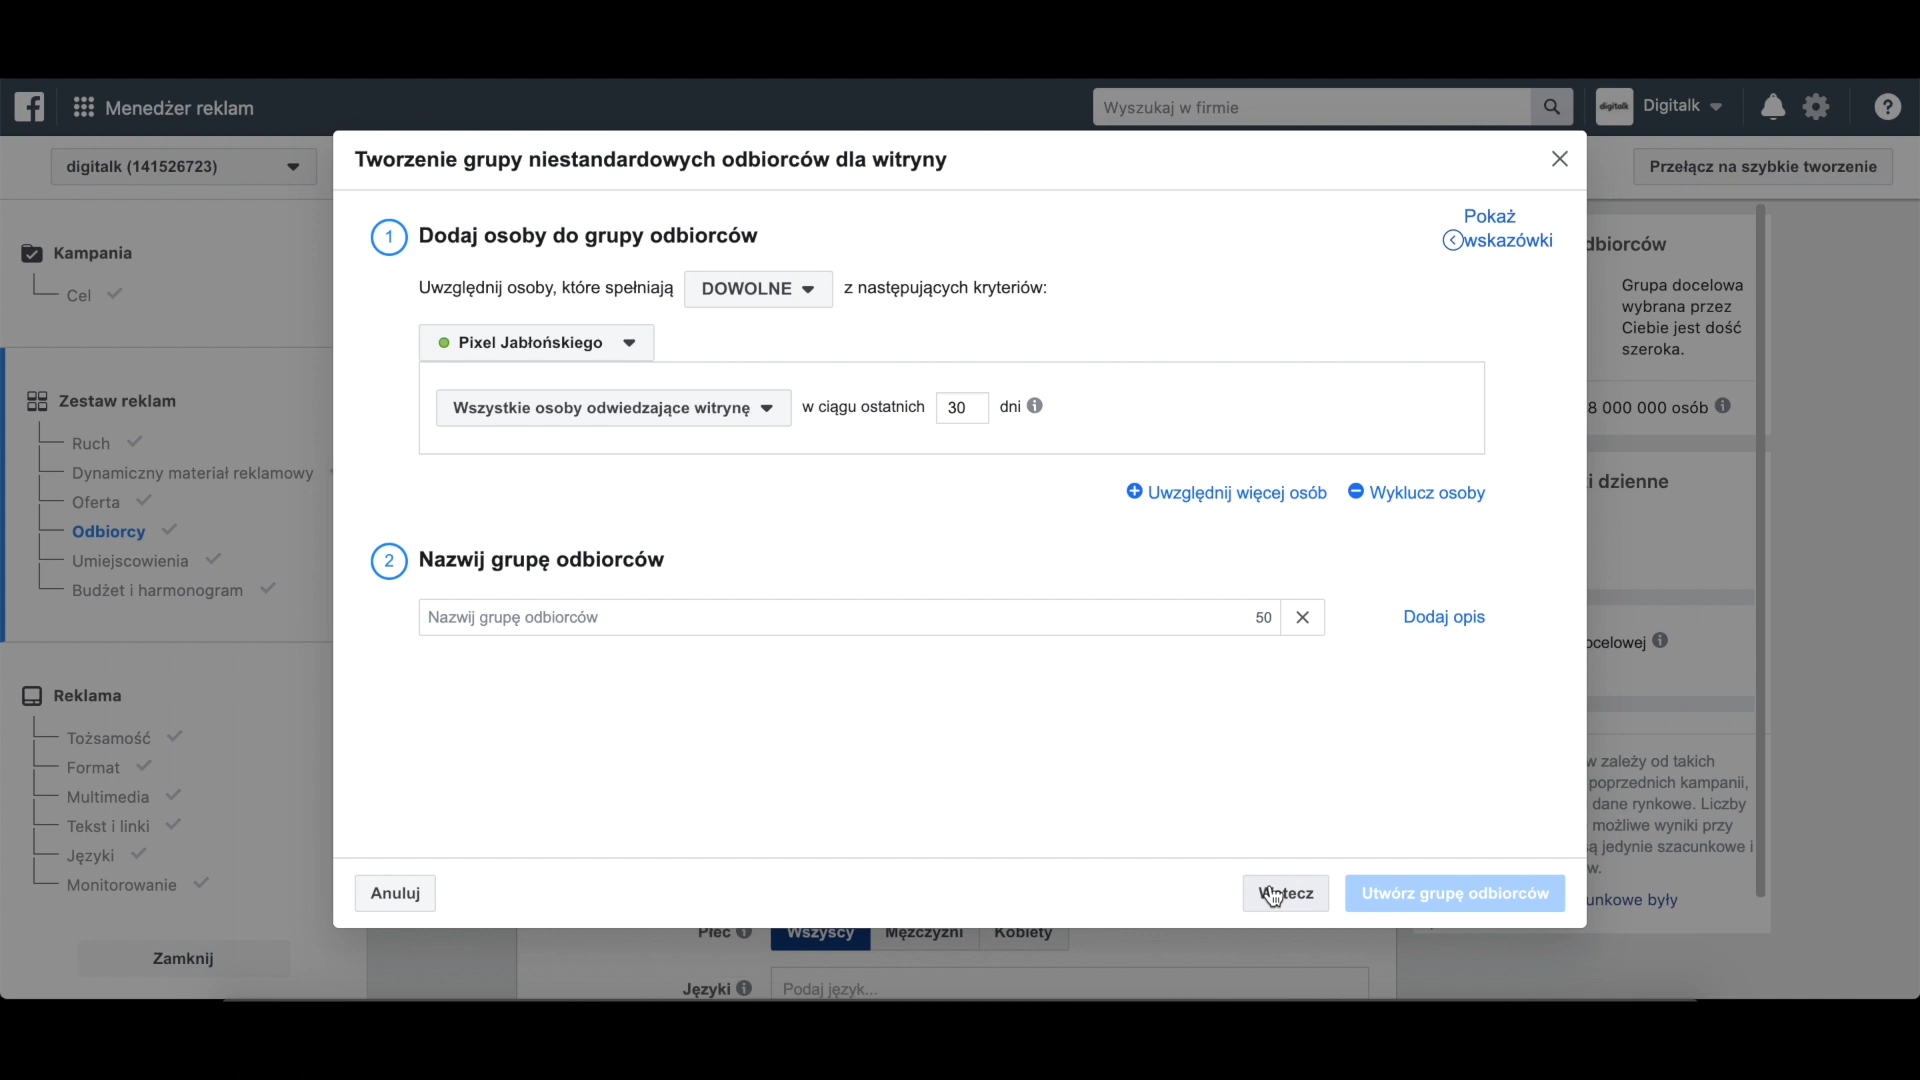 Menedżer reklam
Wyszukaj w firmie
digitalk
Digitalk
digitalk (141526723)
Przełącz na szybkie tworzenie
Tworzenie grupy niestandardowych odbiorców dla witryny
Kampania
Cel
Zestaw reklam
Ruch
Dynamiczny materiał reklamowy
Oferta
Odbiorcy
Umiejscowienia
Budżet i harmonogram
Reklama
Tożsamość
Format
Multimedia
Tekst i linki
Języki
Monitorowanie
Zamknij
1 Dodaj osoby do grupy odbiorców
Pokaż
wskazówki
Uwzględnij osoby, które spełniają DOWOLNE z następujących kryteriów:
Pixel Jabłońskiego
Wszystkie osoby odwiedzające witrynę w ciągu ostatnich 30 dni
Uwzględnij więcej osób Wyklucz osoby
2 Nazwij grupę odbiorców
Nazwij grupę odbiorców 50
Dodaj opis
Anuluj
Utwórz grupę odbiorców
Płeć Wszyscy Mężczyźni Kobiety
Języki Podaj język...
dbiorców
Grupa docelowa
wybrana przez
Ciebie jest dość
szeroka.
8 000 000 osób
i dzienne
ocelowej
w zależy od takich
poprzednich kampanii,
dane rynkowe. Liczby
możliwe wyniki przy
są jedynie szacunkowe i
w.
unkowe były